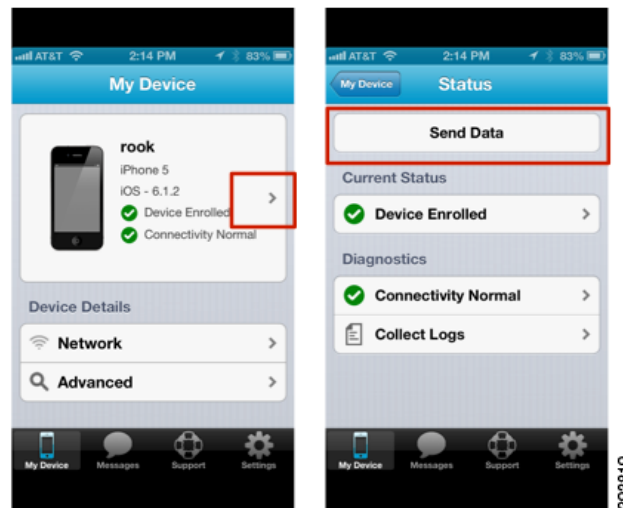 AT&T 2:14 PM 83%
My Device
rook
iPhone 5
iOS - 6.1.2
Device Enrolled
Connectivity Normal
Device Details
Network
Advanced
My Device Messages Support Settings
AT&T 2:14 PM 83%
My Device Status
Send Data
Current Status
Device Enrolled
Diagnostics
Connectivity Normal
Collect Logs
My Device Messages Support Settings